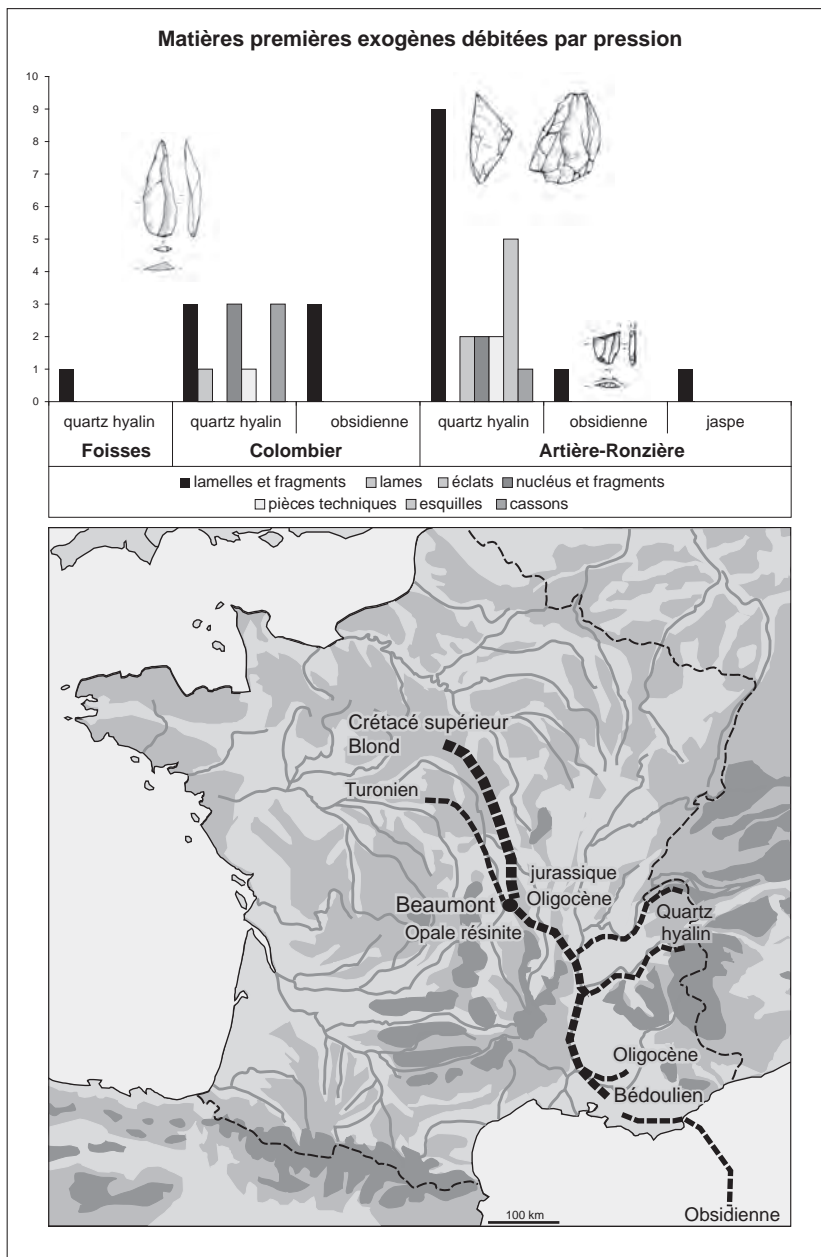 Matières premières exogènes débitées par pression
10
9
8
7
6
5
4
3
2
1
0
quartz hyalin quartz hyalin obsidienne quartz hyalin obsidienne jaspe
Foisses Colombier Artière-Ronzière
lamelles et fragments lames éclats nucléus et fragments
pièces techniques esquilles cassons
Crétacé supérieur
Blond
Turonien
jurassique
Beaumont Oligocène
Opale résinite
Quartz
hyalin
Oligocène
Bédoulien
100 km
Obsidienne